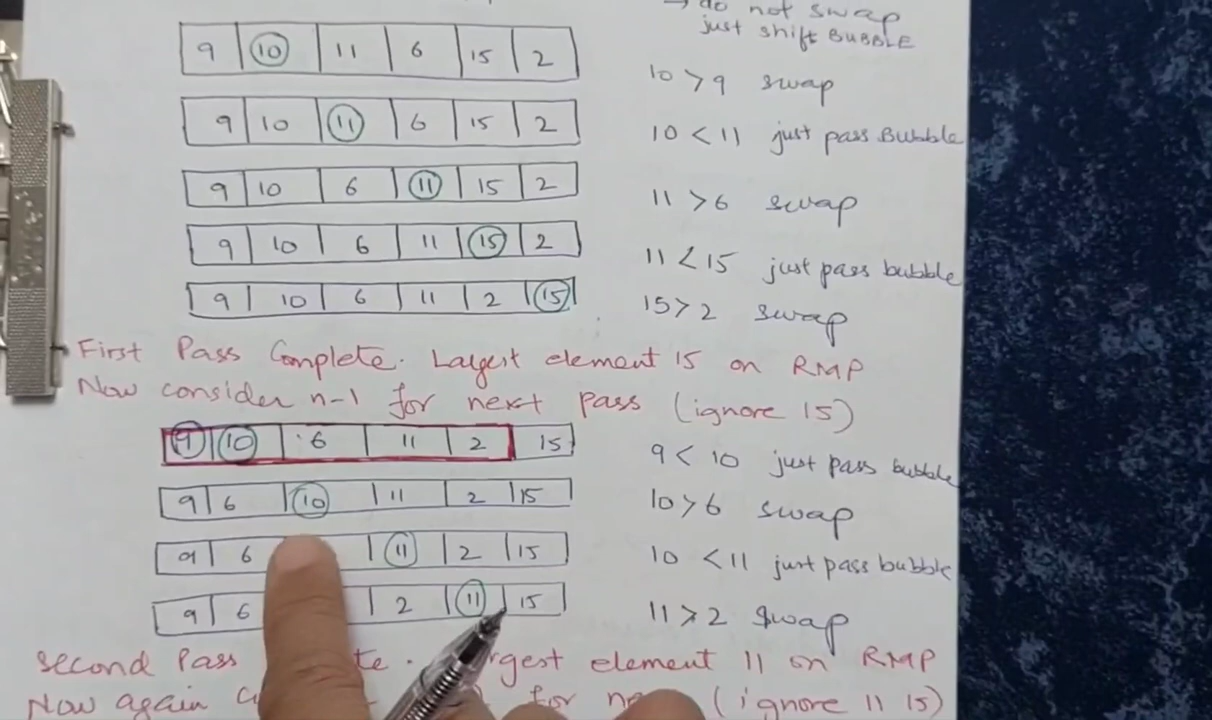 → do not swap
just shift BUBBLE
9 10 11 6 15 2
10 > 9 swap
9 10 11 6 15 2
10 < 11 just pass Bubble
9 10 6 11 15 2
11 > 6 swap
9 10 6 11 15 2
11 < 15 just pass bubble
9 10 6 11 2 15
15 > 2 swap
First Pass Complete. Largest element 15 on RMP
Now consider n-1 for next pass (ignore 15)
9 10 6 11 2 15
9 < 10 just pass bubble
9 6 10 11 2 15
10 > 6 swap
9 6 11 2 15
10 < 11 just pass bubble
9 6 2 11 15
11 > 2 swap
second Pass element 11 on RMP
Now again for (ignore 11 15)